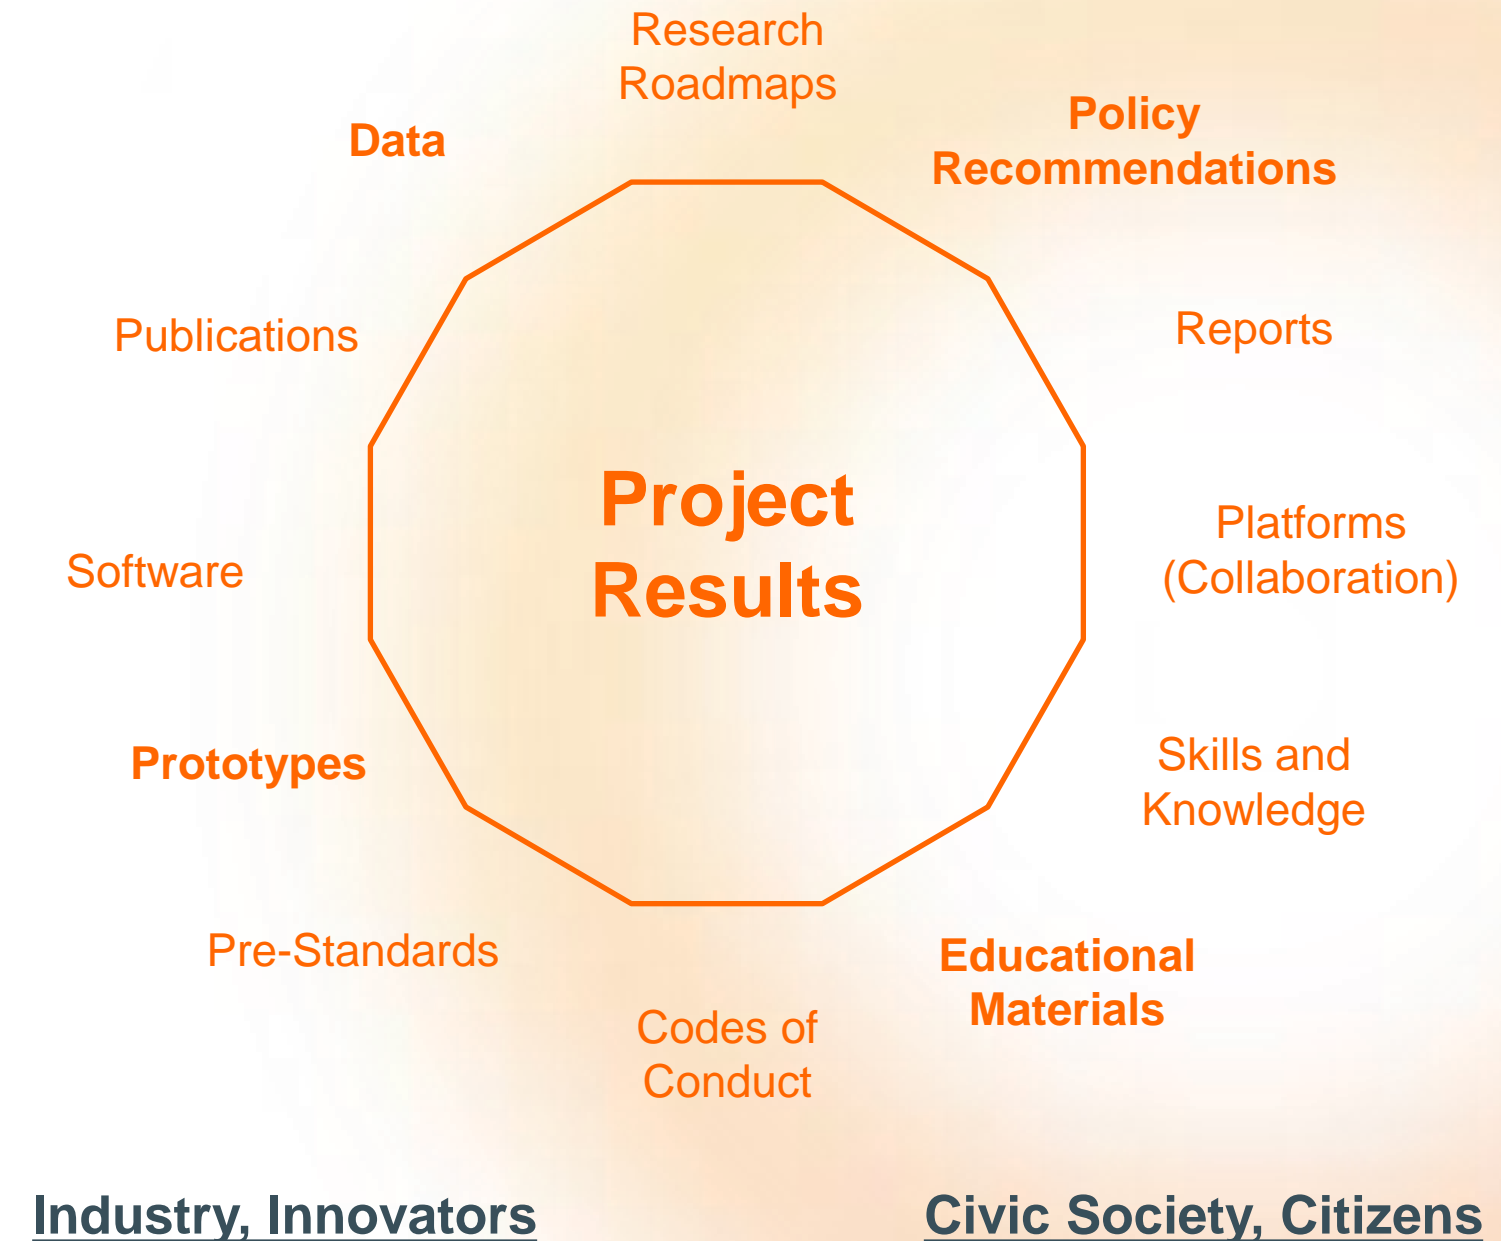 Research
Roadmaps
Data
Policy
Recommendations
Publications
Reports
Project
Results
Software
Platforms
(Collaboration)
Prototypes
Skills and
Knowledge
Pre-Standards
Educational
Materials
Codes of
Conduct
Industry, Innovators
Civic Society, Citizens